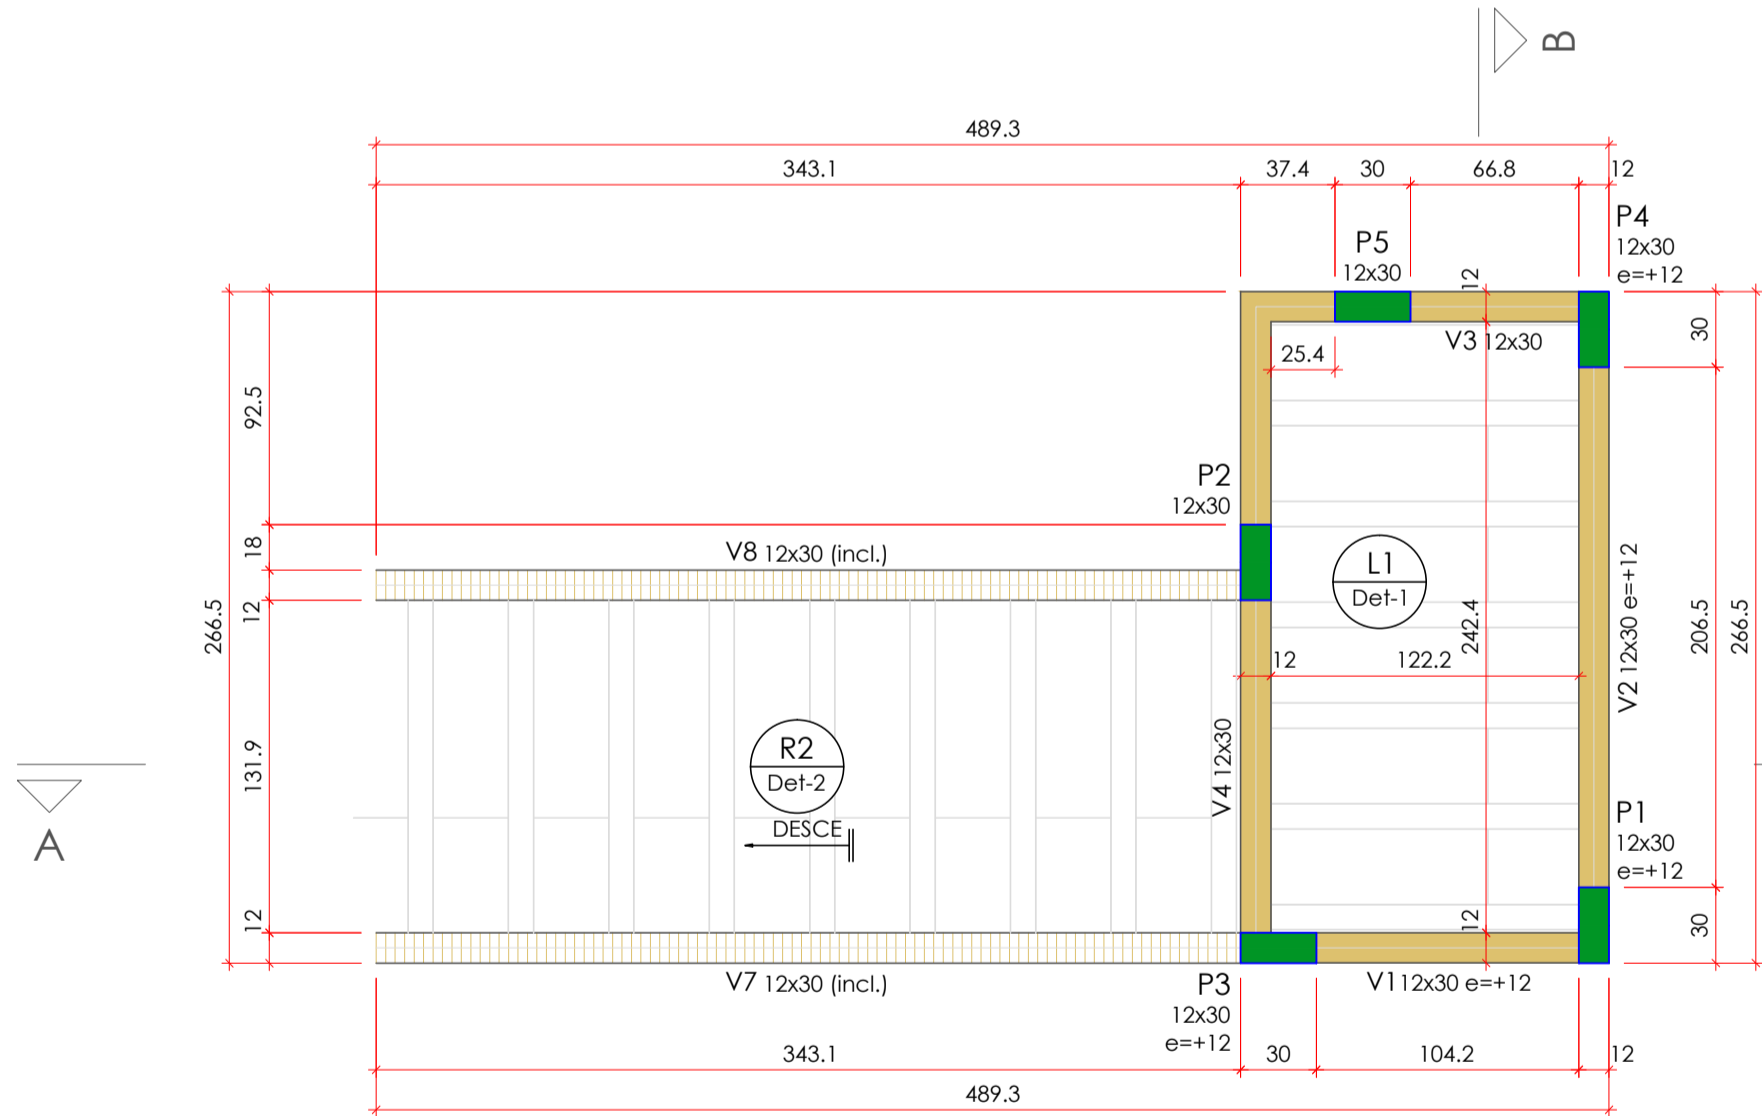 B
489.3
343.1
37.4
30
66.8
12
P4
12x30
e=+12
P5
12x30
12
30
V3 12x30
25.4
92.5
P2
12x30
18
V8 12x30 (incl.)
12
L1
Det-1
242.4
V2 12x30 e=+12
206.5
266.5
266.5
12
122.2
R2
Det-2
DESCE
V4 12x30
131.9
A
P1
12x30
e=+12
12
12
30
V7 12x30 (incl.)
P3
12x30
e=+12
V1 12x30 e=+12
343.1
30
104.2
12
489.3